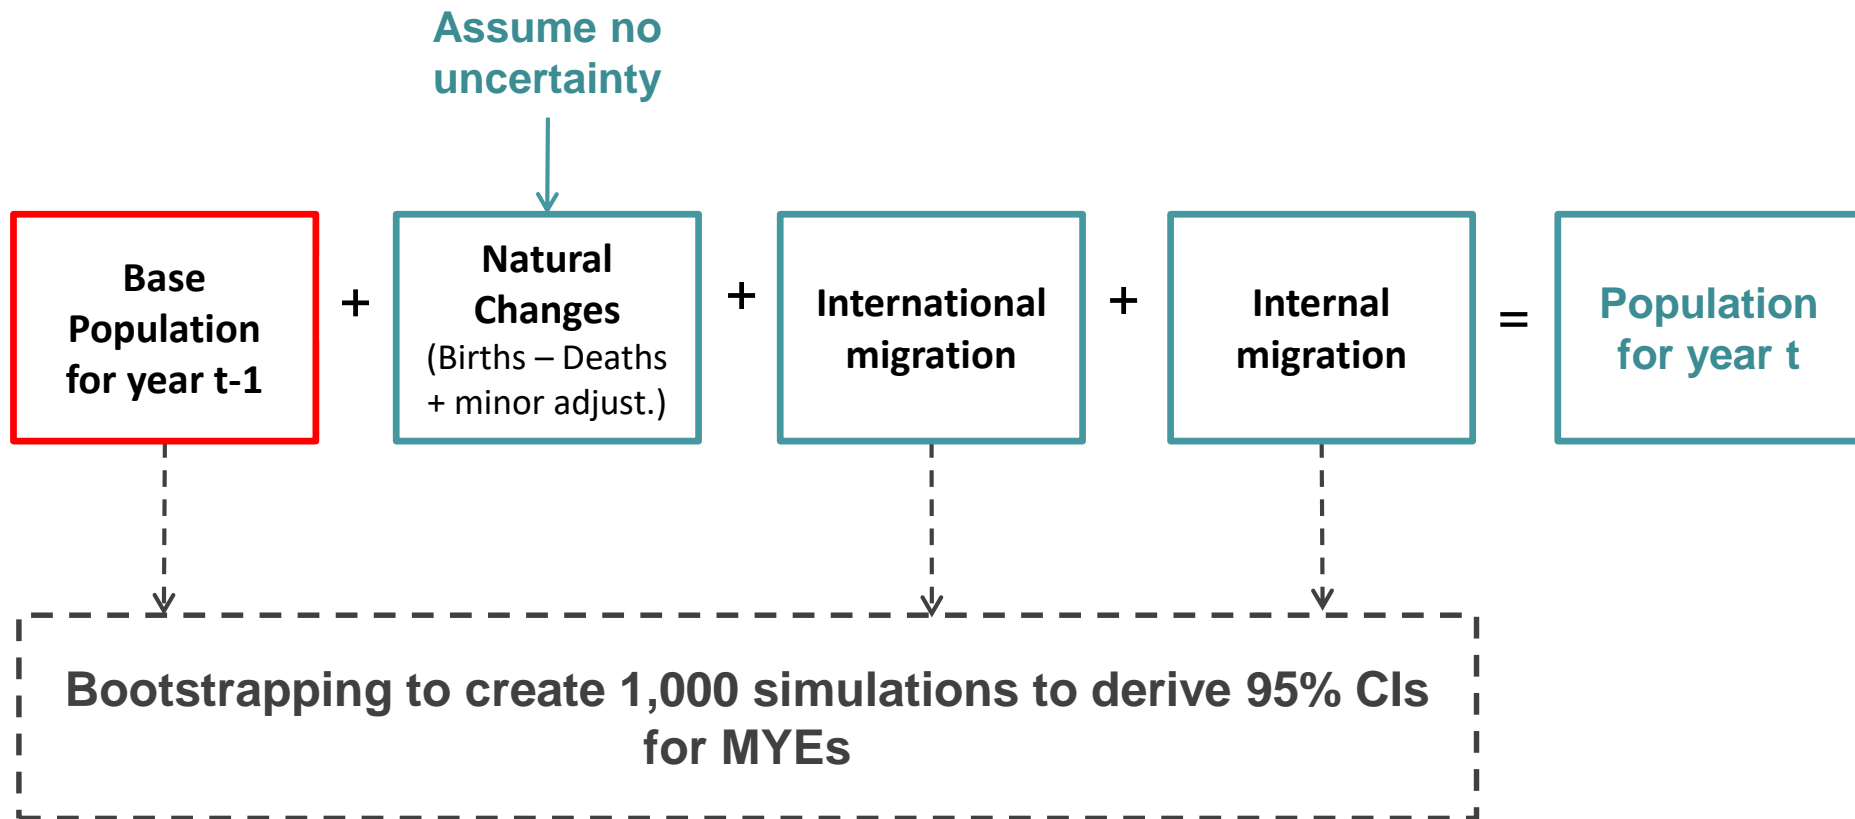 Assume no
uncertainty
Base
Population
for year t-1
+
Natural
Changes
(Births – Deaths
+ minor adjust.)
+
International
migration
+
Internal
migration
=
Population
for year t
Bootstrapping to create 1,000 simulations to derive 95% CIs
for MYEs